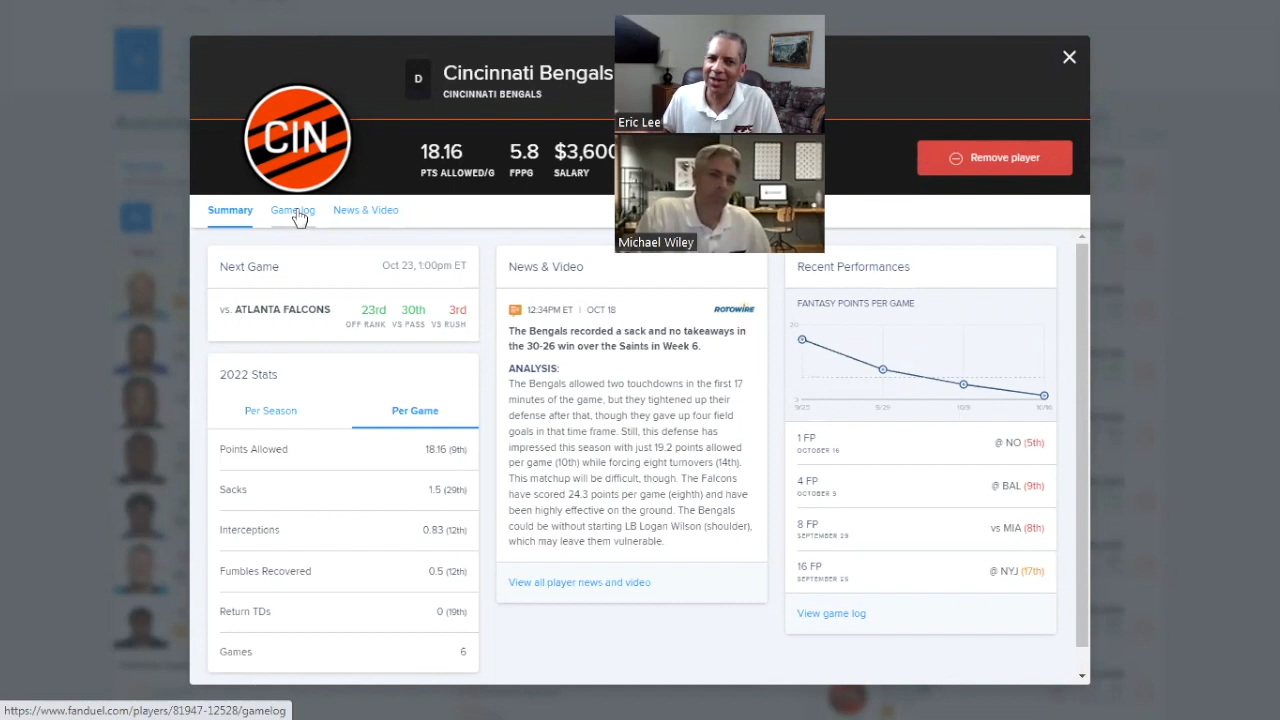 D
Cincinnati Bengals
CINCINNATI BENGALS
CIN
18.16
PTS ALLOWED/G
5.8
FPPG
$3,600
SALARY
Remove player
Eric Lee
Michael Wiley
Summary
Game log
News & Video
Next Game
Oct 23, 1:00pm ET
vs. ATLANTA FALCONS
23rd
OFF RANK
30th
VS PASS
3rd
VS RUSH
2022 Stats
Per Season
Per Game
Points Allowed 18.16 (9th)
Sacks 1.5 (29th)
Interceptions 0.83 (12th)
Fumbles Recovered 0.5 (12th)
Return TDs 0 (19th)
Games 6
News & Video
12:34PM ET | OCT 18
ROTOWIRE
The Bengals recorded a sack and no takeaways in
the 30-26 win over the Saints in Week 6.
ANALYSIS:
The Bengals allowed two touchdowns in the first 17
minutes of the game, but they tightened up their
defense after that, though they gave up four field
goals in that time frame. Still, this defense has
impressed this season with just 19.2 points allowed
per game (10th) while forcing eight turnovers (14th).
This matchup will be difficult, though. The Falcons
have scored 24.3 points per game (eighth) and have
been highly effective on the ground. The Bengals
could be without starting LB Logan Wilson (shoulder),
which may leave them vulnerable.
View all player news and video
Recent Performances
FANTASY POINTS PER GAME
20
9/25 9/29 10/9
1 FP @ NO (5th)
OCTOBER 16
4 FP @ BAL (9th)
OCTOBER 9
8 FP vs MIA (8th)
SEPTEMBER 29
16 FP @ NYJ (17th)
SEPTEMBER 25
View game log
https://www.fanduel.com/players/81947-12528/gamelog